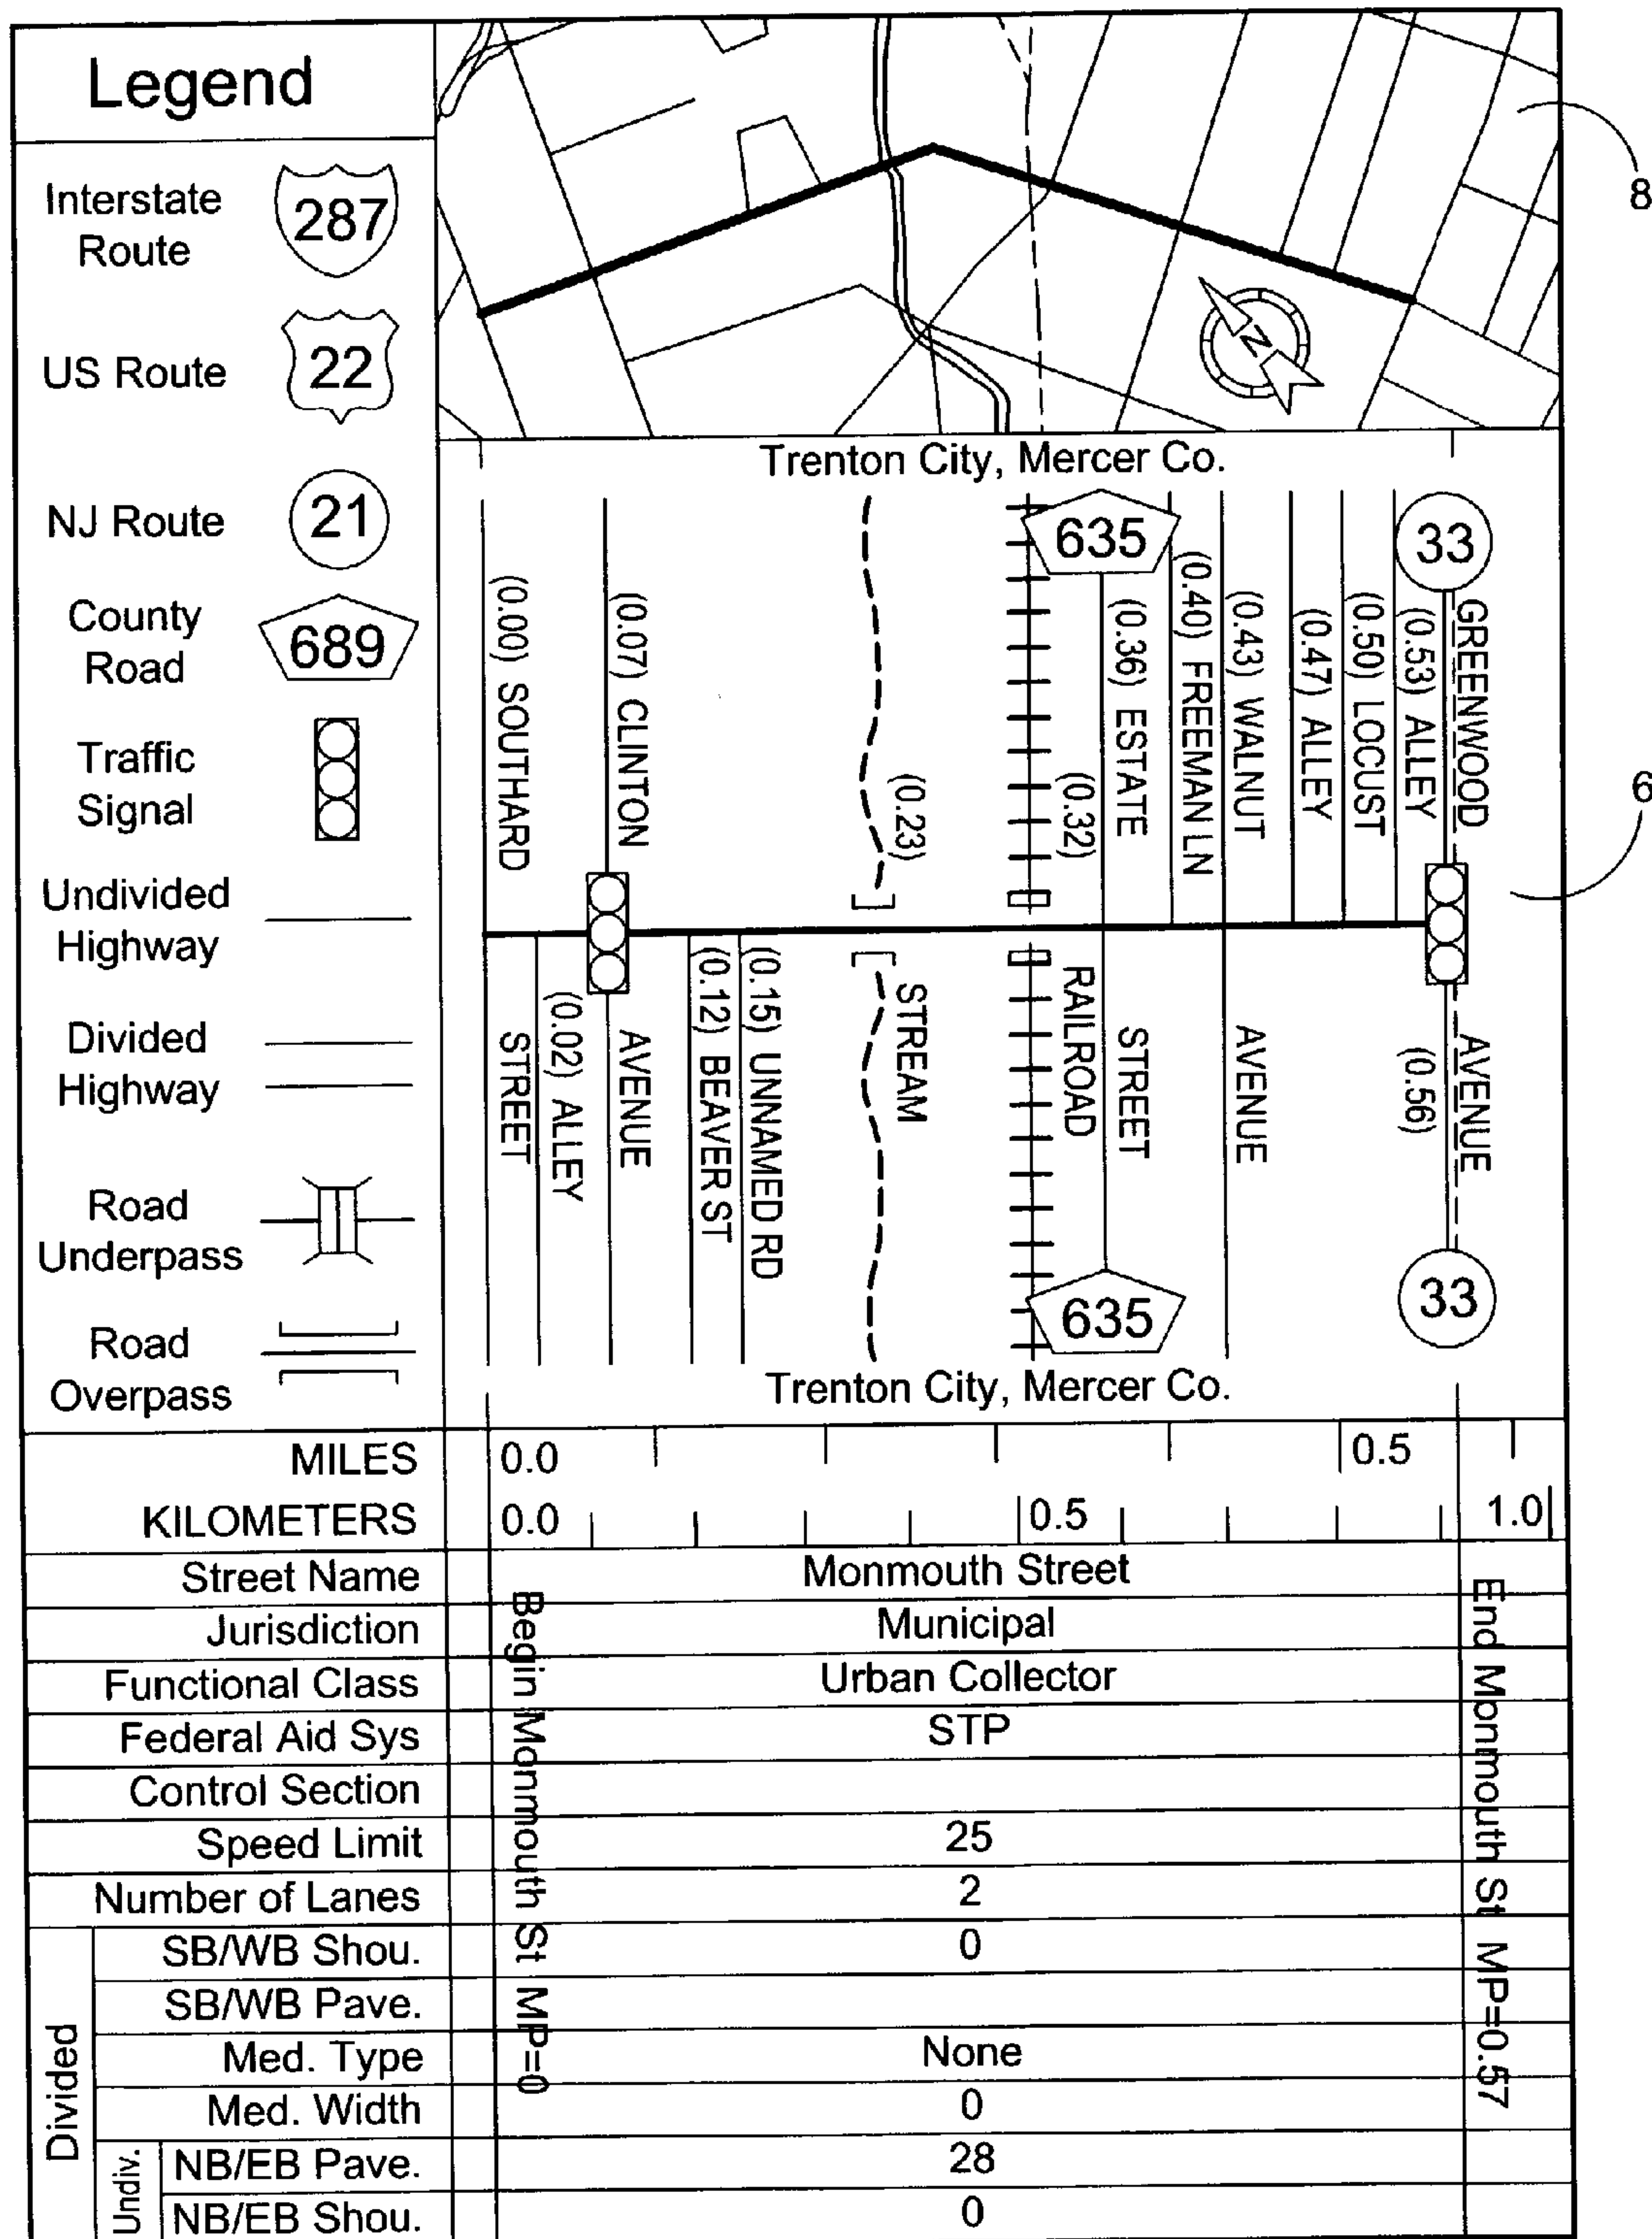 Legend
Interstate
Route
287
US Route
22
NJ Route
21
County
Road
689
Traffic
Signal
Undivided
Highway
Divided
Highway
Road
Underpass
Road
Overpass
N
8
6
Trenton City, Mercer Co.
(0.00) SOUTHARD
STREET
(0.02) ALLEY
(0.07) CLINTON
AVENUE
(0.12) BEAVER ST
(0.15) UNNAMED RD
(0.23)
STREAM
(0.32)
RAILROAD
635
(0.36) ESTATE
STREET
635
(0.40) FREEMAN LN
(0.43) WALNUT
AVENUE
(0.47) ALLEY
(0.50) LOCUST
(0.53) ALLEY
33
GREENWOOD
AVENUE
(0.56)
33
Trenton City, Mercer Co.
MILES 0.0 0.5
KILOMETERS 0.0 0.5 1.0
Street Name Monmouth Street
Jurisdiction Municipal
Functional Class Urban Collector
Federal Aid Sys STP
Control Section
Speed Limit 25
Number of Lanes 2
SB/WB Shou. 0
SB/WB Pave.
Med. Type None
Med. Width 0
NB/EB Pave. 28
NB/EB Shou. 0
Divided
Undiv.
Begin Monmouth St MP=0
End Monmouth St MP=0.57